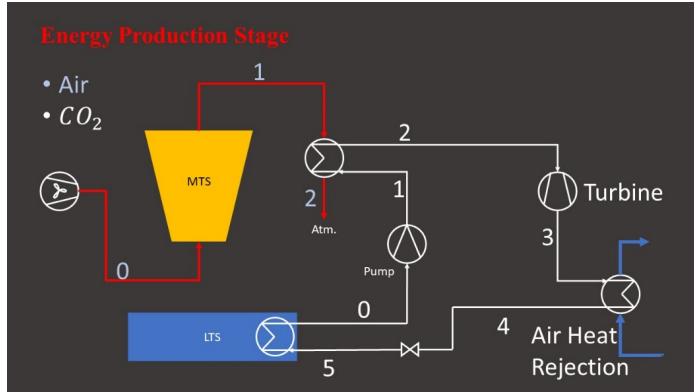 Energy Production Stage
• Air
• CO₂
1
2
MTS
1
2
Turbine
Atm.
3
Pump
0
0
4
LTS
5
Air Heat
Rejection